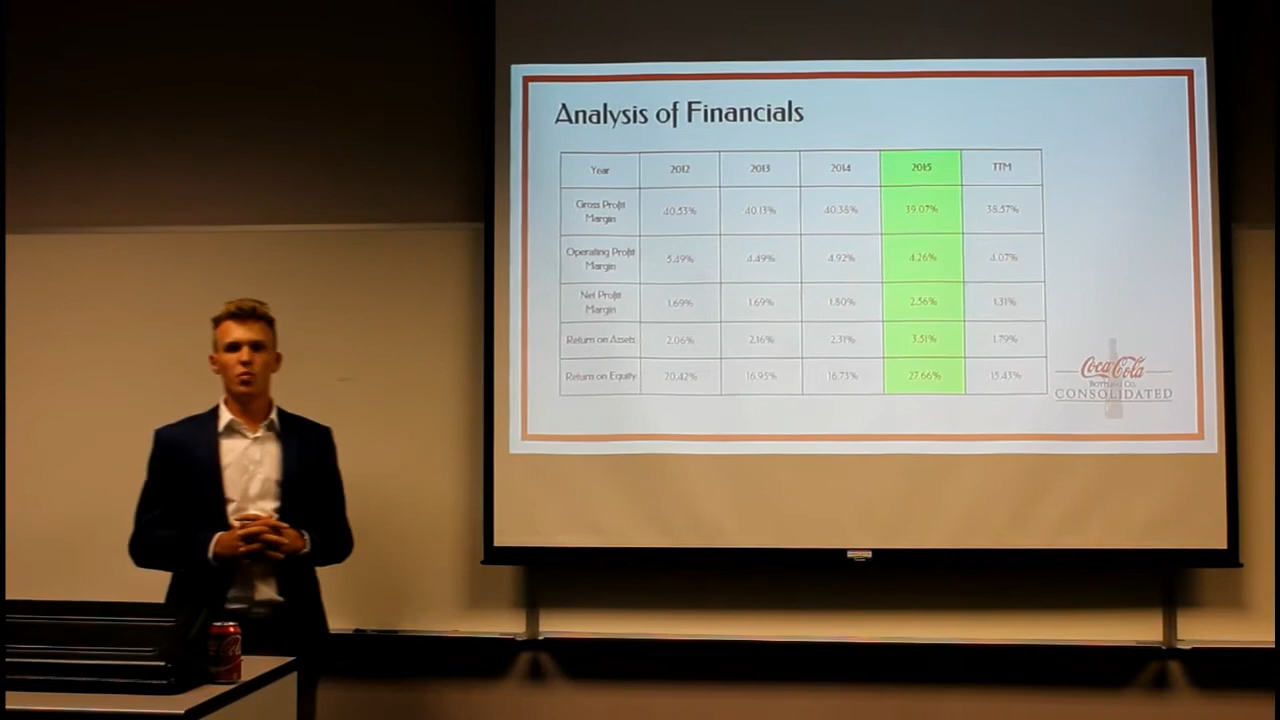 Analysis of Financials
Year 2012 2013 2014 2015 TTM
Gross Profit
Margin 40.53% 40.13% 40.38% 39.07% 38.57%
Operating Profit
Margin 5.49% 4.49% 4.92% 4.26% 4.07%
Net Profit
Margin 1.69% 1.69% 1.80% 2.56% 1.31%
Return on Assets 2.06% 2.16% 2.31% 3.51% 1.79%
Return on Equity 20.42% 16.95% 16.73% 27.66% 15.43%
Coca-Cola
BOTTLING CO.
CONSOLIDATED